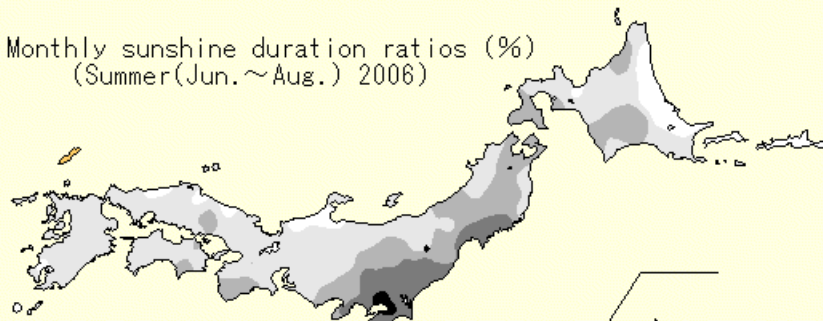 Monthly sunshine duration ratios (%)
(Summer(Jun.～Aug.) 2006)